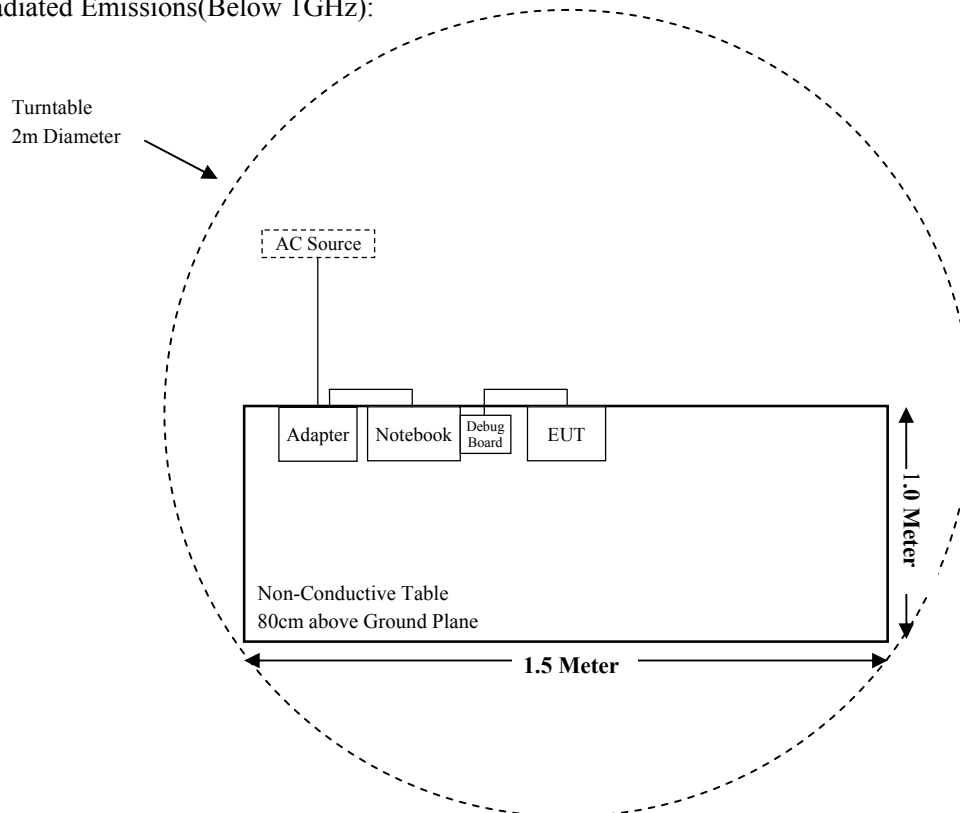 adiated Emissions(Below 1GHz):
Turntable
2m Diameter
AC Source
Adapter
Notebook
Debug
Board
EUT
1.0 Meter
Non-Conductive Table
80cm above Ground Plane
1.5 Meter